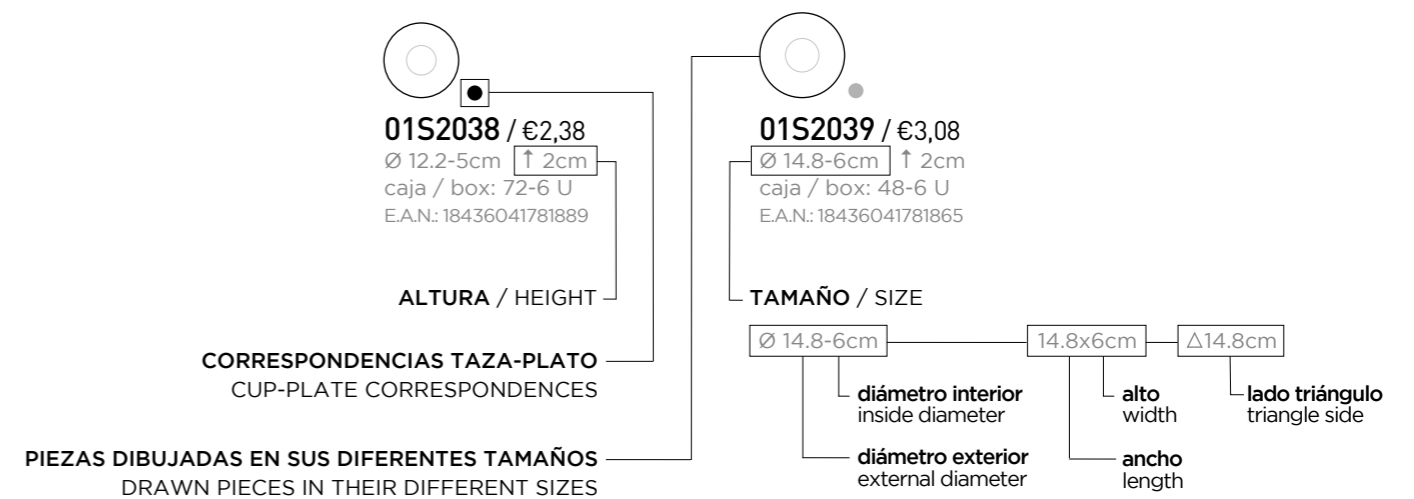 01S2038 / €2,38
Ø 12.2-5cm ↑ 2cm
caja / box: 72-6 U
E.A.N.: 18436041781889
01S2039 / €3,08
Ø 14.8-6cm ↑ 2cm
caja / box: 48-6 U
E.A.N.: 18436041781865
ALTURA / HEIGHT
TAMAÑO / SIZE
CORRESPONDENCIAS TAZA-PLATO
CUP-PLATE CORRESPONDENCES
PIEZAS DIBUJADAS EN SUS DIFERENTES TAMAÑOS
DRAWN PIECES IN THEIR DIFFERENT SIZES
Ø 14.8-6cm
diámetro interior
inside diameter
diámetro exterior
external diameter
14.8x6cm
alto
width
ancho
length
△14.8cm
lado triángulo
triangle side